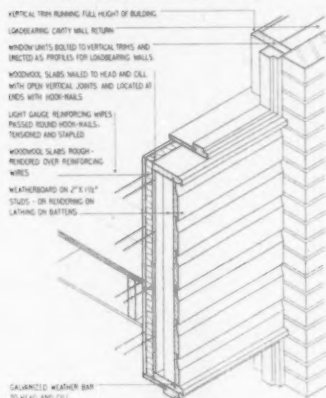 VERTICAL TRIM RUNNING FULL HEIGHT OF BUILDING
LOADBEARING CAVITY WALL RETURN
WINDOW UNITS BOLTED TO VERTICAL TRIMS AND
ERECTED AS PROFILES FOR LOADBEARING WALLS
WOODWOOL SLABS NAILED TO HEAD AND CILL
WITH OPEN VERTICAL JOINTS AND LOCATED AT
ENDS WITH HOOK-NAILS
LIGHT GAUGE REINFORCING WIRES
PASSED ROUND HOOK-NAILS,
TENSIONED AND STAPLED
WOODWOOL SLABS ROUGH-
RENDERED OVER REINFORCING
WIRES
WEATHERBOARD ON 2" X 1½"
STUDS - OR RENDERING ON
LATHING ON BATTENS
GALVANIZED WEATHER BAR
TO HEAD AND CILL